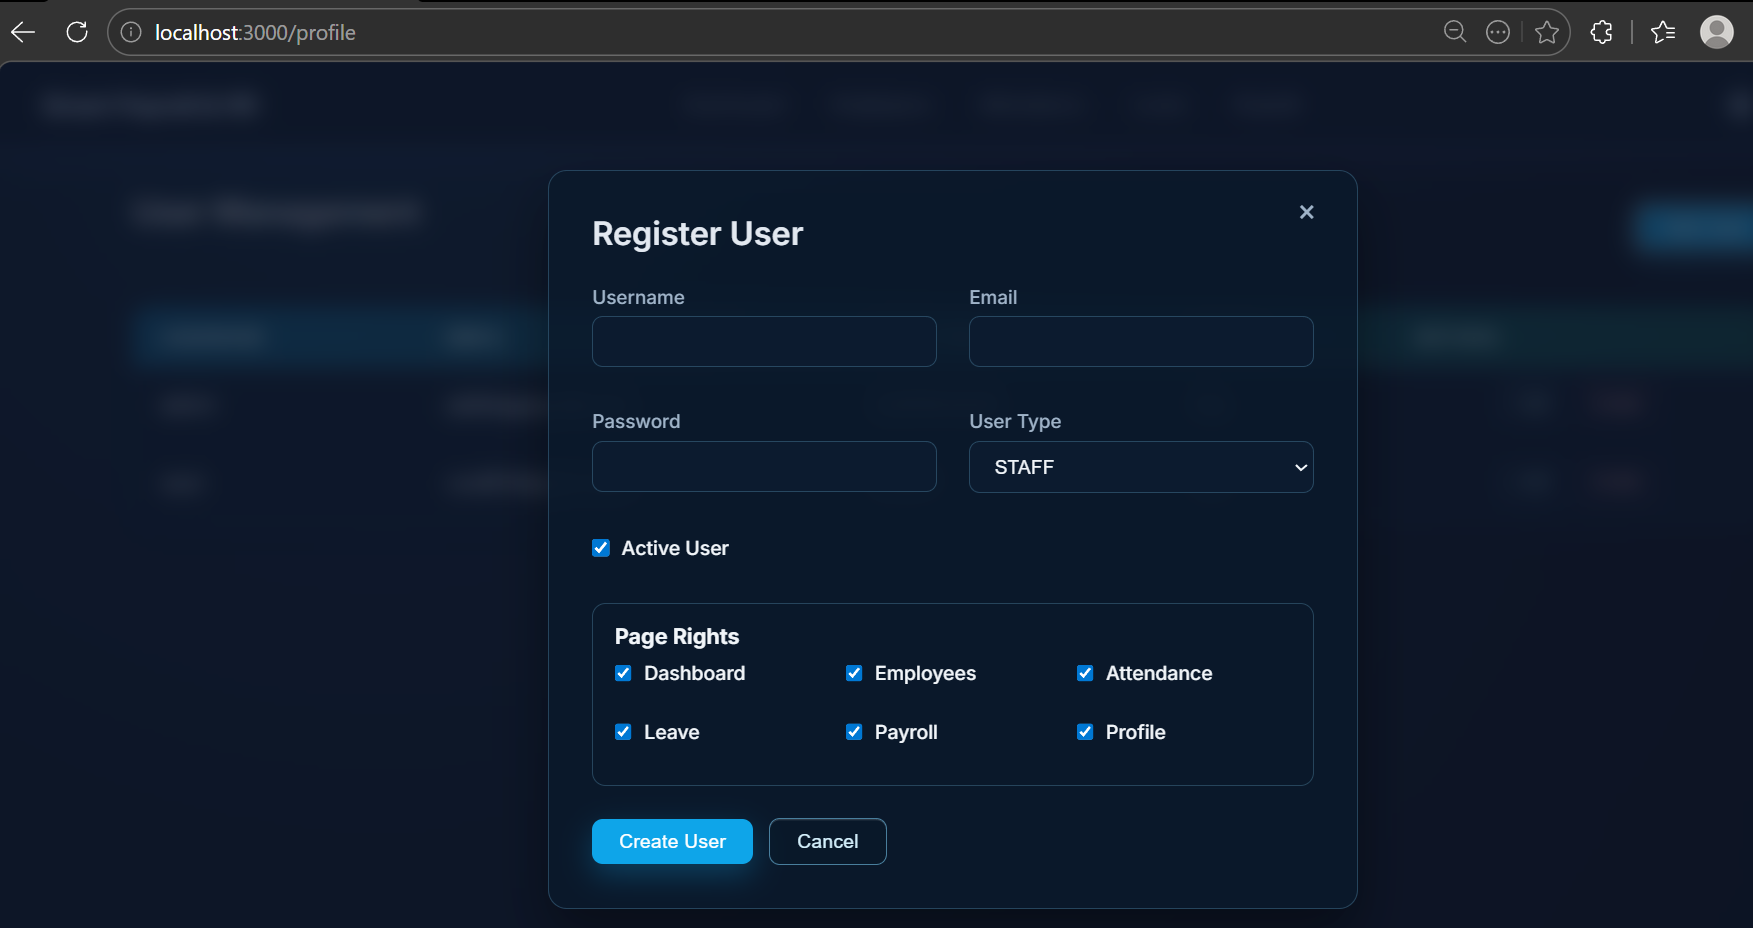 localhost:3000/profile
Register User
Username Email
Password User Type
STAFF
Active User
Page Rights
Dashboard Employees Attendance
Leave Payroll Profile
Create User Cancel